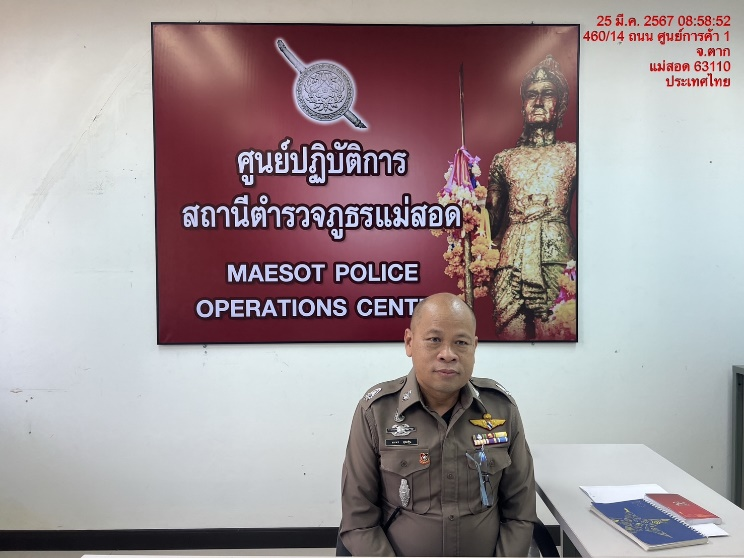 25 มี.ค. 2567 08:58:52
460/14 ถนน ศูนย์การค้า 1
จ.ตาก
แม่สอด 63110
ประเทศไทย
ศูนย์ปฏิบัติการ
สถานีตำรวจภูธรแม่สอด
MAESOT POLICE
OPERATIONS CENT